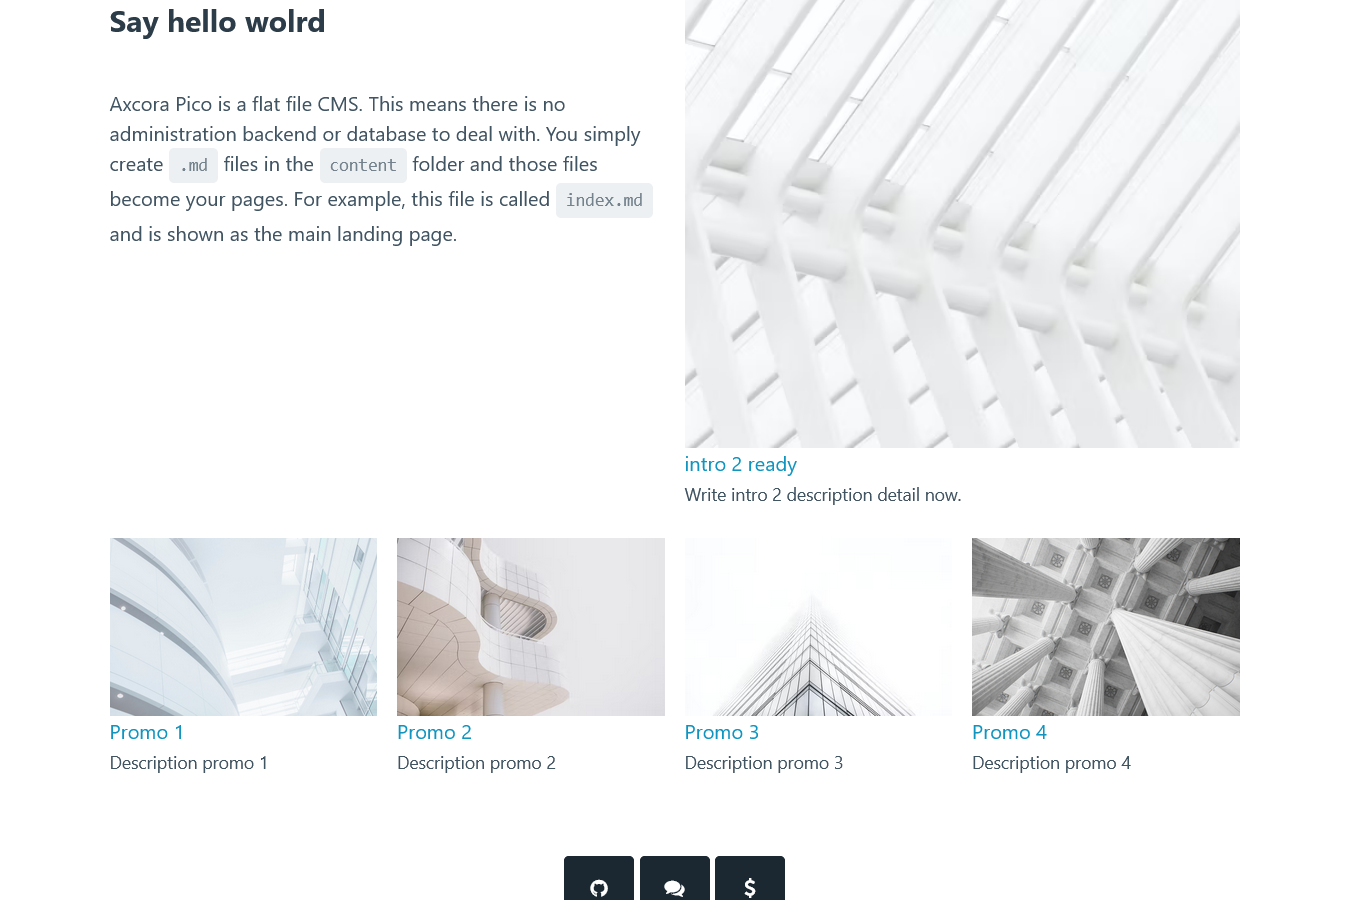 Say hello wolrd
Axcora Pico is a flat file CMS. This means there is no
administration backend or database to deal with. You simply
create .md files in the content folder and those files
become your pages. For example, this file is called index.md
and is shown as the main landing page.
intro 2 ready
Write intro 2 description detail now.
Promo 1
Description promo 1
Promo 2
Description promo 2
Promo 3
Description promo 3
Promo 4
Description promo 4